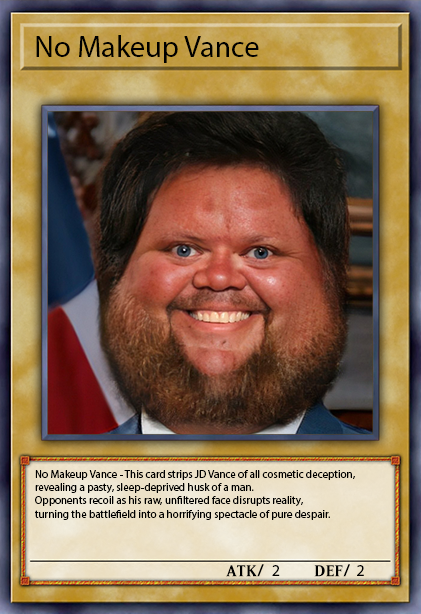 No Makeup Vance
No Makeup Vance - This card strips JD Vance of all cosmetic deception,
revealing a pasty, sleep-deprived husk of a man.
Opponents recoil as his raw, unfiltered face disrupts reality,
turning the battlefield into a horrifying spectacle of pure despair.
ATK/ 2 DEF/ 2